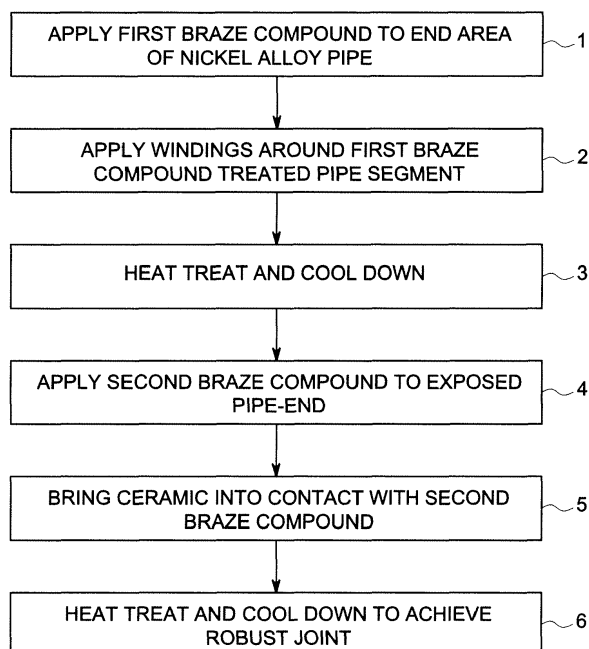 APPLY FIRST BRAZE COMPOUND TO END AREA
OF NICKEL ALLOY PIPE
1
APPLY WINDINGS AROUND FIRST BRAZE
COMPOUND TREATED PIPE SEGMENT
2
HEAT TREAT AND COOL DOWN
3
APPLY SECOND BRAZE COMPOUND TO EXPOSED
PIPE-END
4
BRING CERAMIC INTO CONTACT WITH SECOND
BRAZE COMPOUND
5
HEAT TREAT AND COOL DOWN TO ACHIEVE
ROBUST JOINT
6